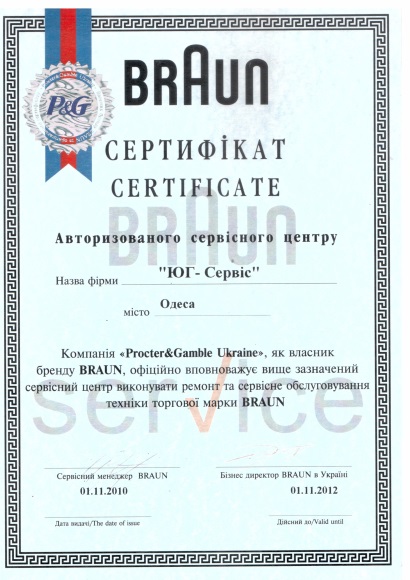 BRAUN
P&G
СЕРТИФІКАТ
CERTIFICATE
BRAUN
Авторизованого сервісного центру
Назва фірми "ЮГ- Сервіс"
місто Одеса
Компанія «Procter&Gamble Ukraine», як власник
бренду BRAUN, офіційно вповноважує вище зазначений
сервісний центр виконувати ремонт та сервісне обслуговування
техніки торгової марки BRAUN
service
Сервісний менеджер BRAUN Бізнес директор BRAUN в Україні
01.11.2010 01.11.2012
Дата видачі/The date of issue Дійсний до/Valid until